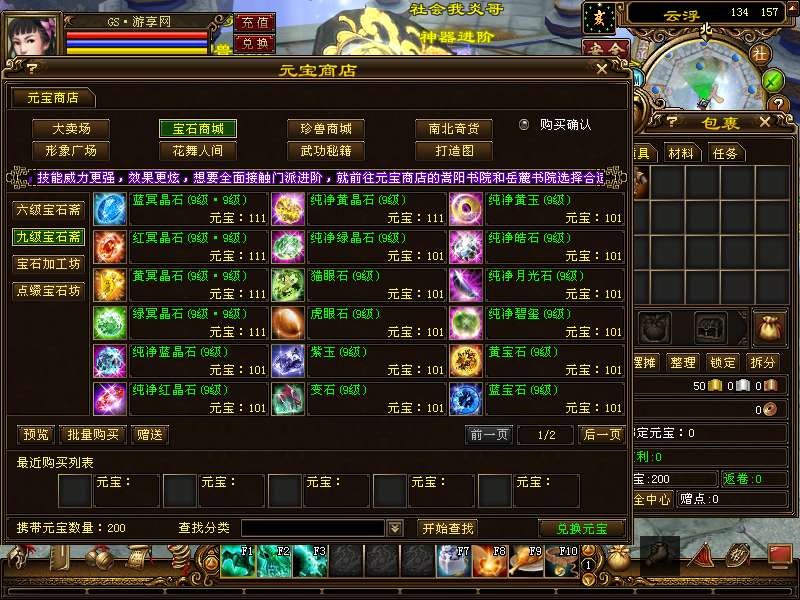 GS·游享网
充值
兑换
社会我炎哥
神器进阶
兽
亥
安全
云浮
134 157
北
社
?
元宝商店
×
元宝商店
大卖场
宝石商城
珍兽商城
南北奇货
购买确认
形象广场
花舞人间
武功秘籍
打造图
技能威力更强，效果更炫，想要全面接触门派进阶，就前往元宝商店的嵩阳书院和岳麓书院选择合适
六级宝石斋
九级宝石斋
宝石加工坊
点缀宝石坊
蓝冥晶石(9级·9级)
元宝：111
纯净黄晶石(9级)
元宝：111
纯净黄玉(9级)
元宝：101
红冥晶石(9级·9级)
元宝：111
纯净绿晶石(9级)
元宝：101
纯净皓石(9级)
元宝：101
黄冥晶石(9级·9级)
元宝：111
猫眼石(9级)
元宝：101
纯净月光石(9级)
元宝：101
绿冥晶石(9级·9级)
元宝：111
虎眼石(9级)
元宝：101
纯净碧玺(9级)
元宝：101
纯净蓝晶石(9级)
元宝：101
紫玉(9级)
元宝：101
黄宝石(9级)
元宝：101
纯净红晶石(9级)
元宝：101
变石(9级)
元宝：101
蓝宝石(9级)
元宝：101
预览
批量购买
赠送
前一页
1/2
后一页
最近购买列表
元宝：
元宝：
元宝：
元宝：
元宝：
携带元宝数量：200
查找分类
开始查找
兑换元宝
?
包裹
×
具
材料
任务
摆摊
整理
锁定
拆分
50 0 0
0
绑定元宝：0
利:0
宝:200
返卷:0
全中心
赠点:0
F1
F2
F3
F7
F8
F9
F10
1